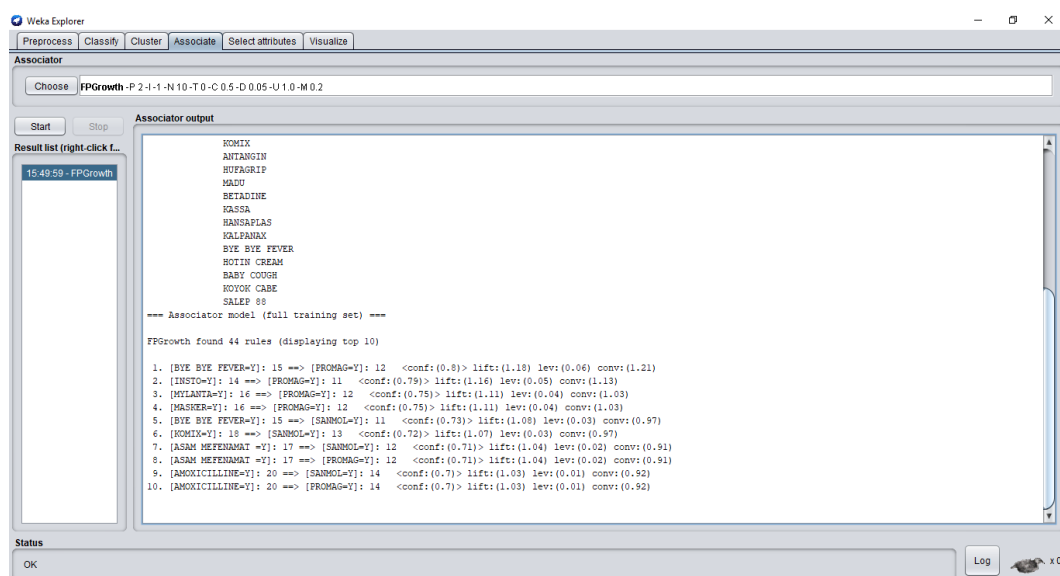 Weka Explorer
Preprocess Classify Cluster Associate Select attributes Visualize
Associator
Choose FPGrowth -P 2 -I -1 -N 10 -T 0 -C 0.5 -D 0.05 -U 1.0 -M 0.2
Start Stop
Result list (right-click f...
15:49:59 - FPGrowth
Associator output
KOMIX
ANTANGIN
HUFAGRIP
MADU
BETADINE
KASSA
HANSAPLAS
KALPANAX
BYE BYE FEVER
HOTIN CREAM
BABY COUGH
KOYOK CABE
SALEP 88
=== Associator model (full training set) ===
FPGrowth found 44 rules (displaying top 10)
1. [BYE BYE FEVER=Y]: 15 ==> [PROMAG=Y]: 12 <conf:(0.8)> lift:(1.18) lev:(0.06) conv:(1.21)
2. [INSTO=Y]: 14 ==> [PROMAG=Y]: 11 <conf:(0.79)> lift:(1.16) lev:(0.05) conv:(1.13)
3. [MYLANTA=Y]: 16 ==> [PROMAG=Y]: 12 <conf:(0.75)> lift:(1.11) lev:(0.04) conv:(1.03)
4. [MASKER=Y]: 16 ==> [PROMAG=Y]: 12 <conf:(0.75)> lift:(1.11) lev:(0.04) conv:(1.03)
5. [BYE BYE FEVER=Y]: 15 ==> [SANMOL=Y]: 11 <conf:(0.73)> lift:(1.08) lev:(0.03) conv:(0.97)
6. [KOMIX=Y]: 18 ==> [SANMOL=Y]: 13 <conf:(0.72)> lift:(1.07) lev:(0.03) conv:(0.97)
7. [ASAM MEFENAMAT =Y]: 17 ==> [SANMOL=Y]: 12 <conf:(0.71)> lift:(1.04) lev:(0.02) conv:(0.91)
8. [ASAM MEFENAMAT =Y]: 17 ==> [PROMAG=Y]: 12 <conf:(0.71)> lift:(1.04) lev:(0.02) conv:(0.91)
9. [AMOXICILLINE=Y]: 20 ==> [SANMOL=Y]: 14 <conf:(0.7)> lift:(1.03) lev:(0.01) conv:(0.92)
10. [AMOXICILLINE=Y]: 20 ==> [PROMAG=Y]: 14 <conf:(0.7)> lift:(1.03) lev:(0.01) conv:(0.92)
Status
OK
Log
x 0